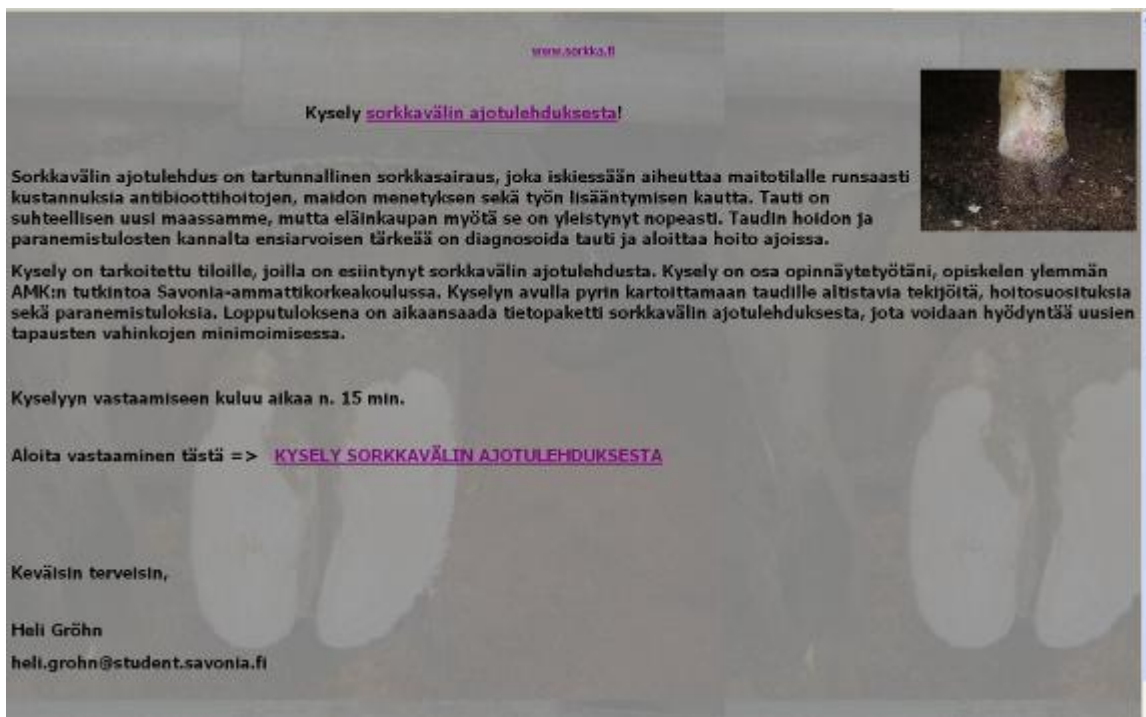 www.sorkka.fi
Kysely sorkkavälin ajotulehduksesta!
Sorkkavälin ajotulehdus on tartunnallinen sorkkasairaus, joka iskiessään aiheuttaa maitotilalle runsaasti
kustannuksia antibioottihoitojen, maidon menetyksen sekä työn lisääntymisen kautta. Tauti on
suhteellisen uusi maassamme, mutta eläinkaupan myötä se on yleistynyt nopeasti. Taudin hoidon ja
paranemistulosten kannalta ensiarvoisen tärkeää on diagnosoida tauti ja aloittaa hoito ajoissa.
Kysely on tarkoitettu tiloille, joilla on esiintynyt sorkkavälin ajotulehdusta. Kysely on osa opinnäytetyötäni, opiskelen ylemmän
AMK:n tutkintoa Savonia-ammattikorkeakoulussa. Kyselyn avulla pyrin kartoittamaan taudille altistavia tekijöitä, hoitosuosituksia
sekä paranemistuloksia. Lopputuloksena on aikaansaada tietopaketti sorkkavälin ajotulehduksesta, jota voidaan hyödyntää uusien
tapausten vahinkojen minimoimisessa.
Kyselyyn vastaamiseen kuluu aikaa n. 15 min.
Aloita vastaaminen tästä => KYSELY SORKKAVÄLIN AJOTULEHDUKSESTA
Keväisin terveisin,
Heli Gröhn
heli.grohn@student.savonia.fi